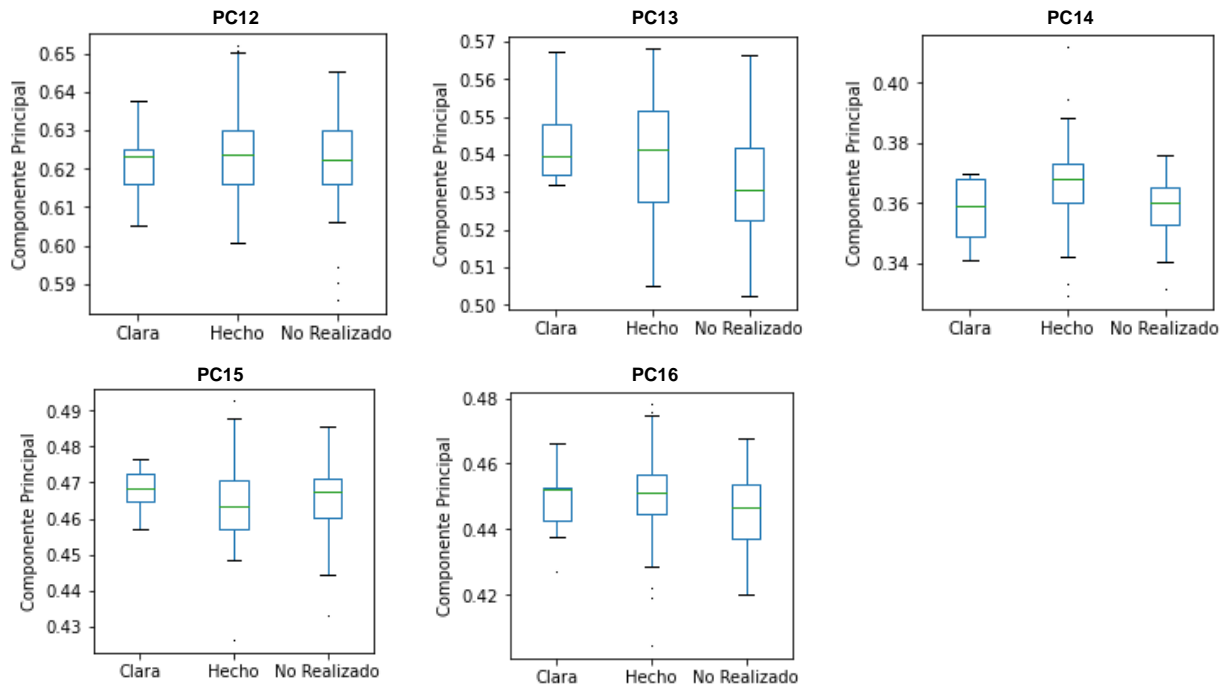 PC12
Componente Principal
0.65
0.64
0.63
0.62
0.61
0.60
0.59
Clara Hecho No Realizado
PC13
Componente Principal
0.57
0.56
0.55
0.54
0.53
0.52
0.51
0.50
Clara Hecho No Realizado
PC14
Componente Principal
0.40
0.38
0.36
0.34
Clara Hecho No Realizado
PC15
Componente Principal
0.49
0.48
0.47
0.46
0.45
0.44
0.43
Clara Hecho No Realizado
PC16
Componente Principal
0.48
0.46
0.44
0.42
Clara Hecho No Realizado